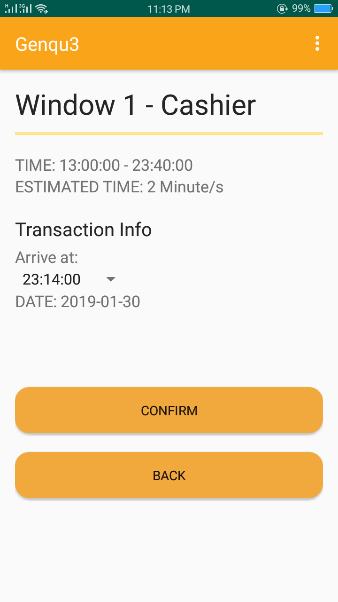 11:13 PM
99%
Genqu3
Window 1 - Cashier
TIME: 13:00:00 - 23:40:00
ESTIMATED TIME: 2 Minute/s
Transaction Info
Arrive at:
23:14:00
DATE: 2019-01-30
CONFIRM
BACK